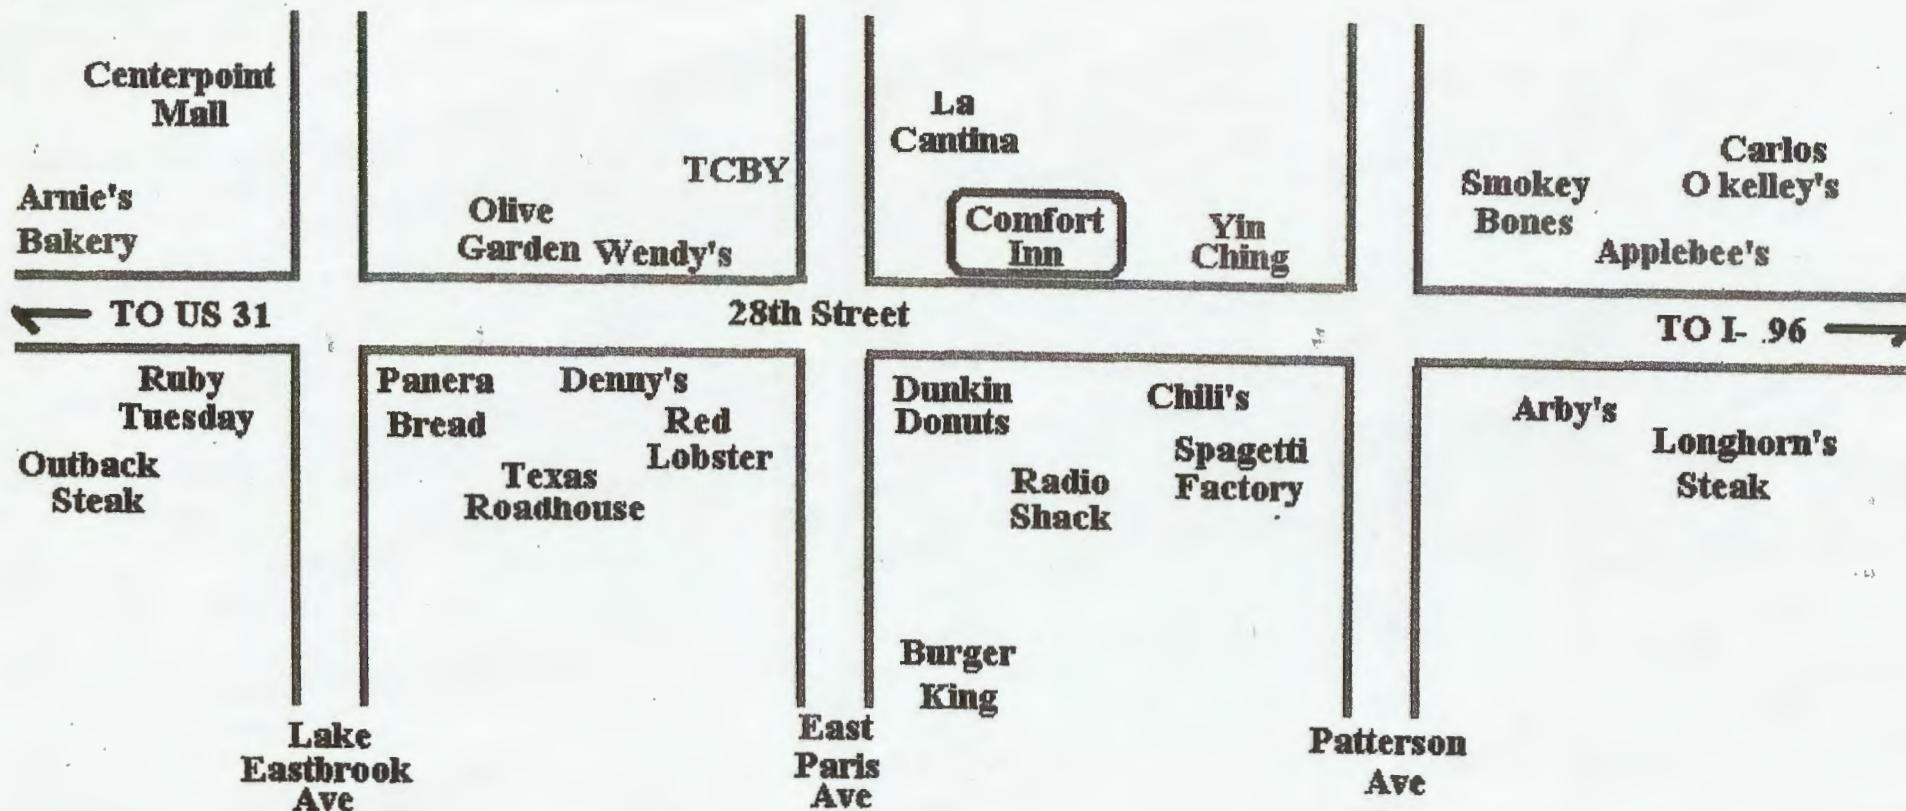 Centerpoint
Mall
Arnie's
Bakery
Olive
Garden
Wendy's
TCBY
La
Cantina
Comfort
Inn
Yin
Ching
Smokey
Bones
Carlos
O kelley's
Applebee's
TO US 31
28th Street
TO I- 96
Ruby
Tuesday
Outback
Steak
Panera
Bread
Denny's
Red
Lobster
Texas
Roadhouse
Dunkin
Donuts
Radio
Shack
Chili's
Spagetti
Factory
Burger
King
Arby's
Longhorn's
Steak
Lake
Eastbrook
Ave
East
Paris
Ave
Patterson
Ave